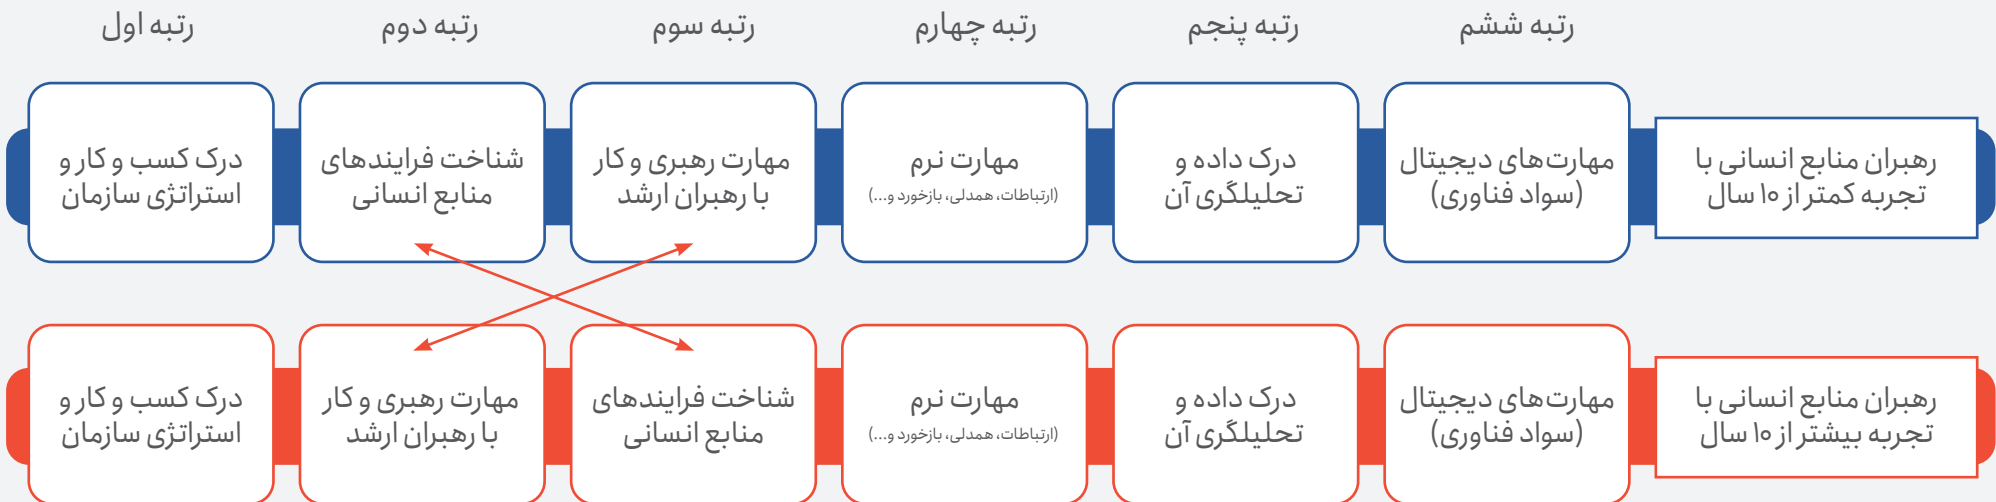 رتبه اول
رتبه دوم
رتبه سوم
رتبه چهارم
رتبه پنجم
رتبه ششم
رهبران منابع انسانی با
تجربه کمتر از ۱۰ سال
درک کسب و کار و
استراتژی سازمان
شناخت فرایندهای
منابع انسانی
مهارت رهبری و کار
با رهبران ارشد
مهارت نرم
(ارتباطات، همدلی، بازخورد و...)
درک داده و
تحلیلگری آن
مهارت‌های دیجیتال
(سواد فناوری)
رهبران منابع انسانی با
تجربه بیشتر از ۱۰ سال
درک کسب و کار و
استراتژی سازمان
مهارت رهبری و کار
با رهبران ارشد
شناخت فرایندهای
منابع انسانی
مهارت نرم
(ارتباطات، همدلی، بازخورد و...)
درک داده و
تحلیلگری آن
مهارت‌های دیجیتال
(سواد فناوری)